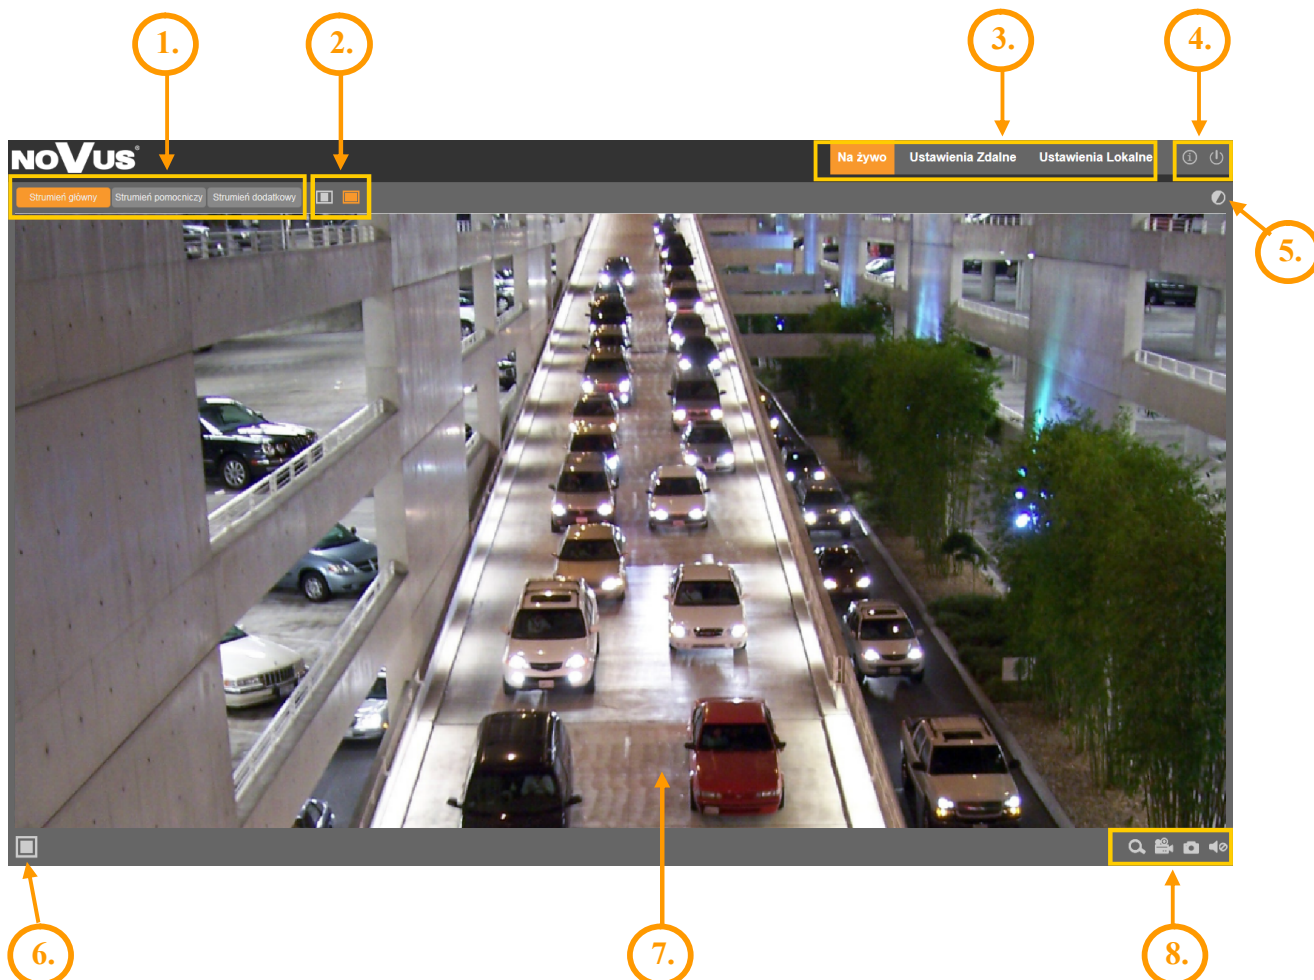 1. 2. 3. 4.
NOVUS®
Na żywo Ustawienia Zdalne Ustawienia Lokalne
Strumień główny Strumień pomocniczy Strumień dodatkowy
5.
6. 7. 8.